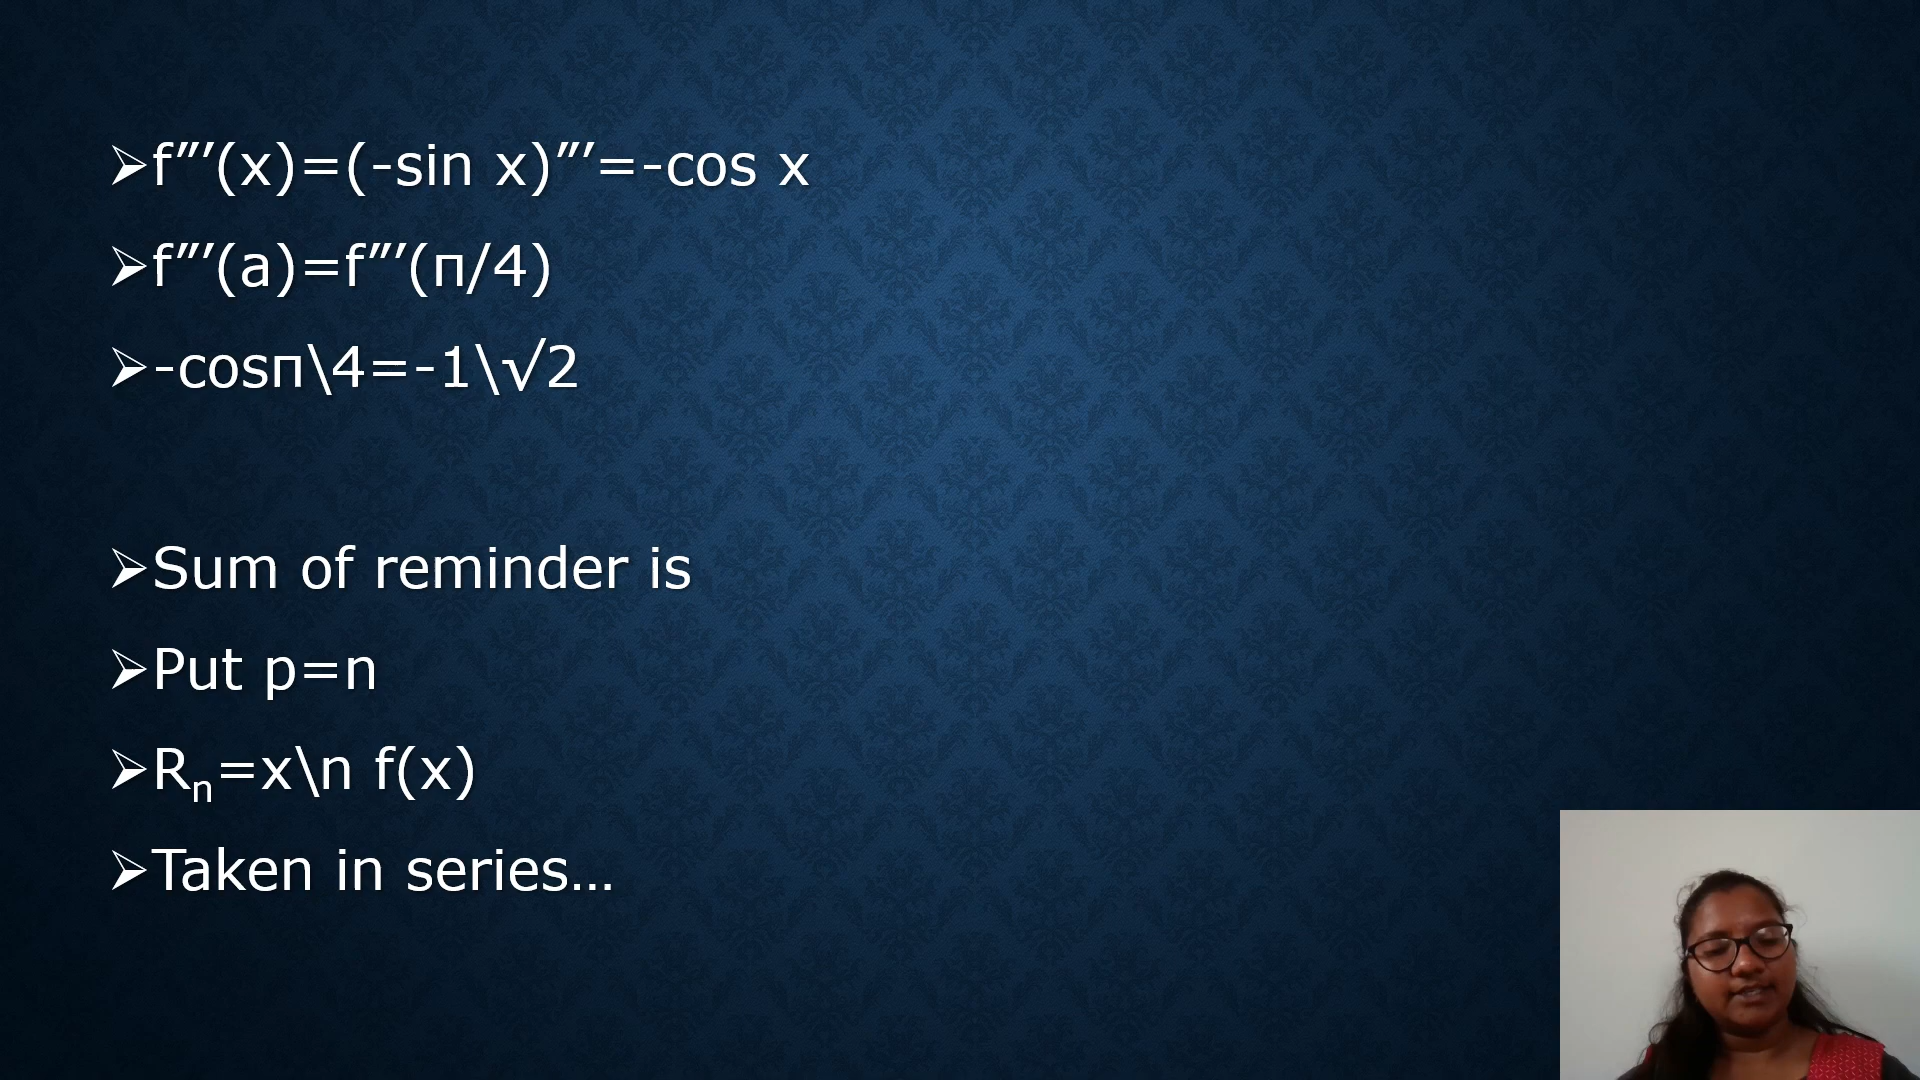 ➢f”’(x)=(-sin x)”’=-cos x
➢f”’(a)=f”’(п/4)
➢-cosп\4=-1\√2
➢Sum of reminder is
➢Put p=n
➢Rn=x\n f(x)
➢Taken in series…